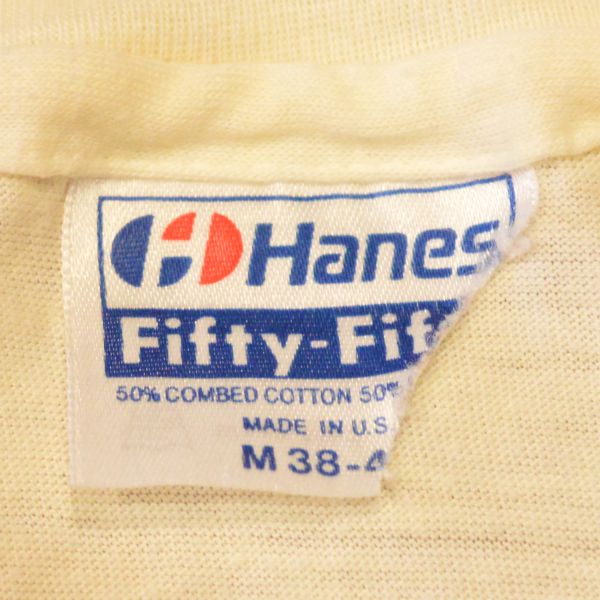 Hanes
Fifty-Fif
50% COMBED COTTON 50%
MADE IN U.S.
M 38-4